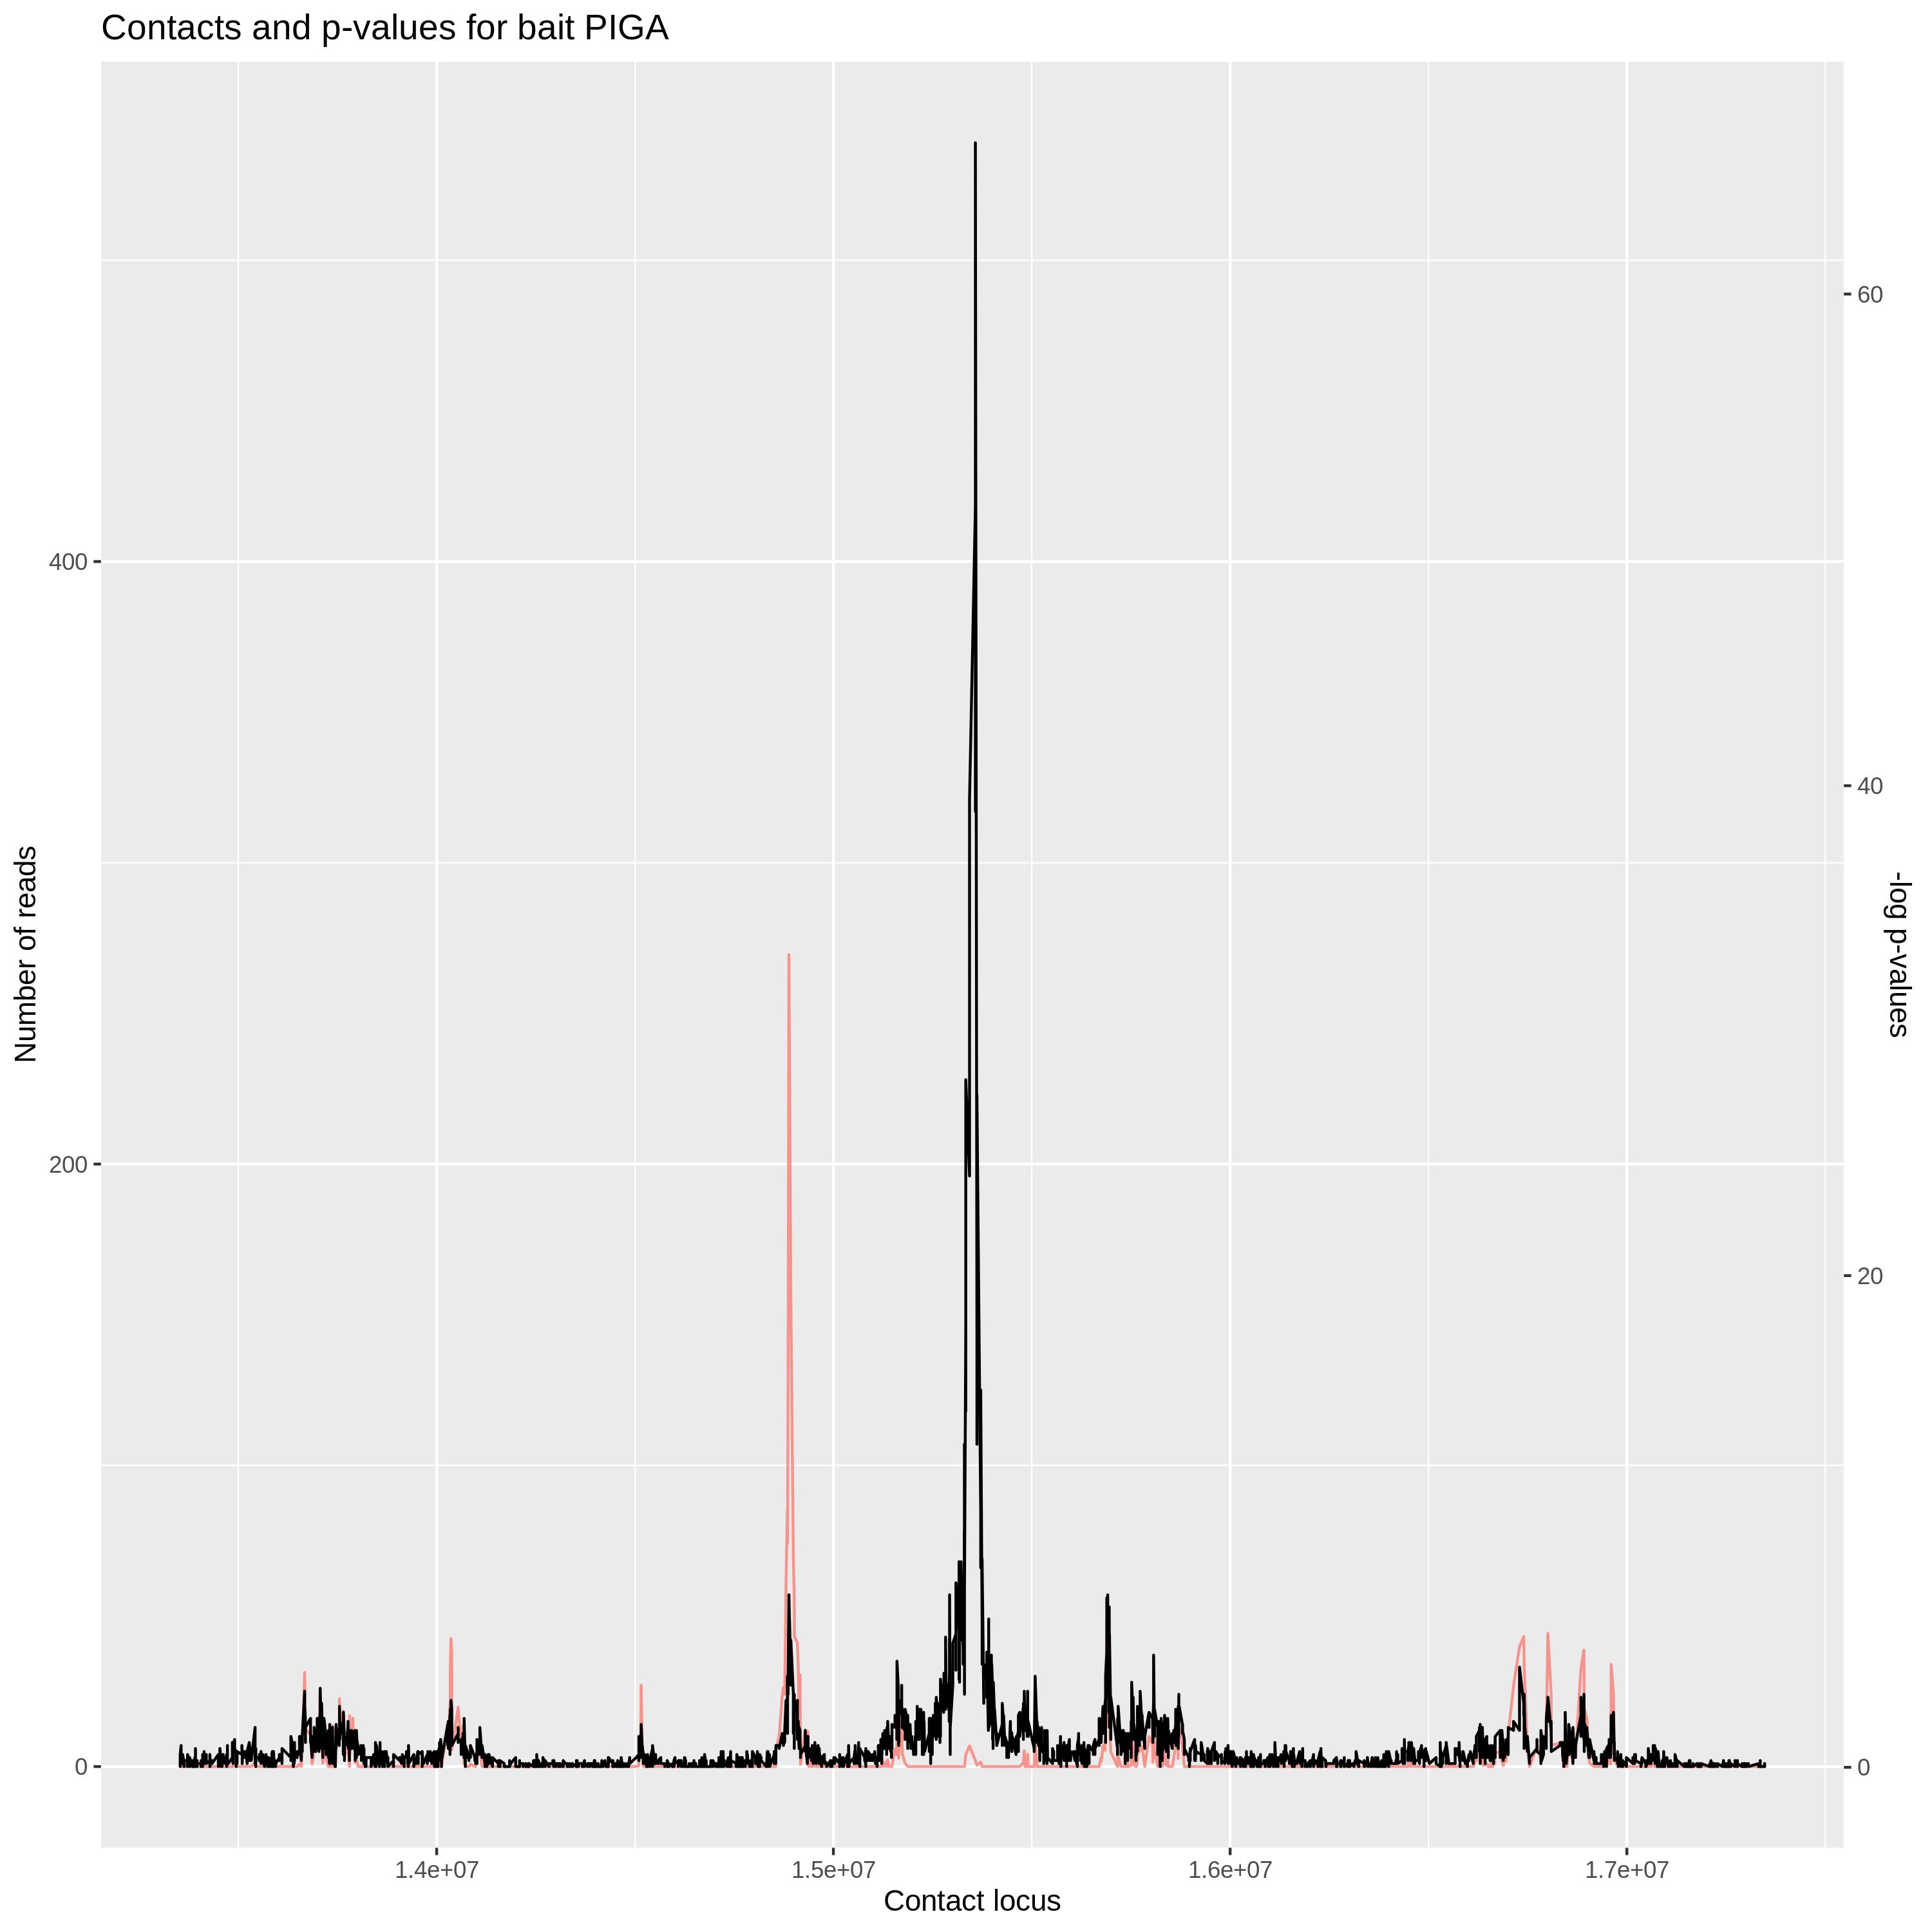 Contacts and p-values for bait PIGA
Number of reads
400
200
0
60
40
20
0
-log p-values
1.4e+07
1.5e+07
1.6e+07
1.7e+07
Contact locus